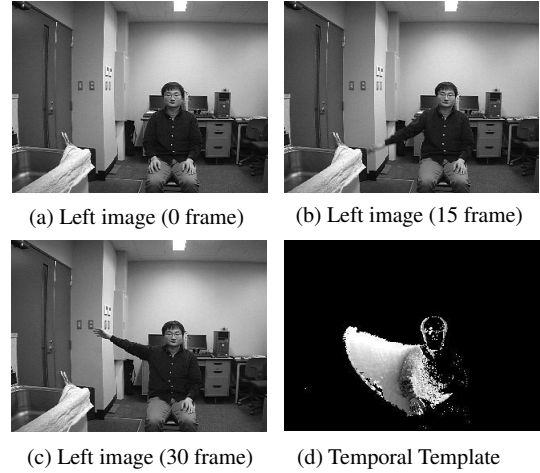 (a) Left image (0 frame)
(b) Left image (15 frame)
(c) Left image (30 frame)
(d) Temporal Template